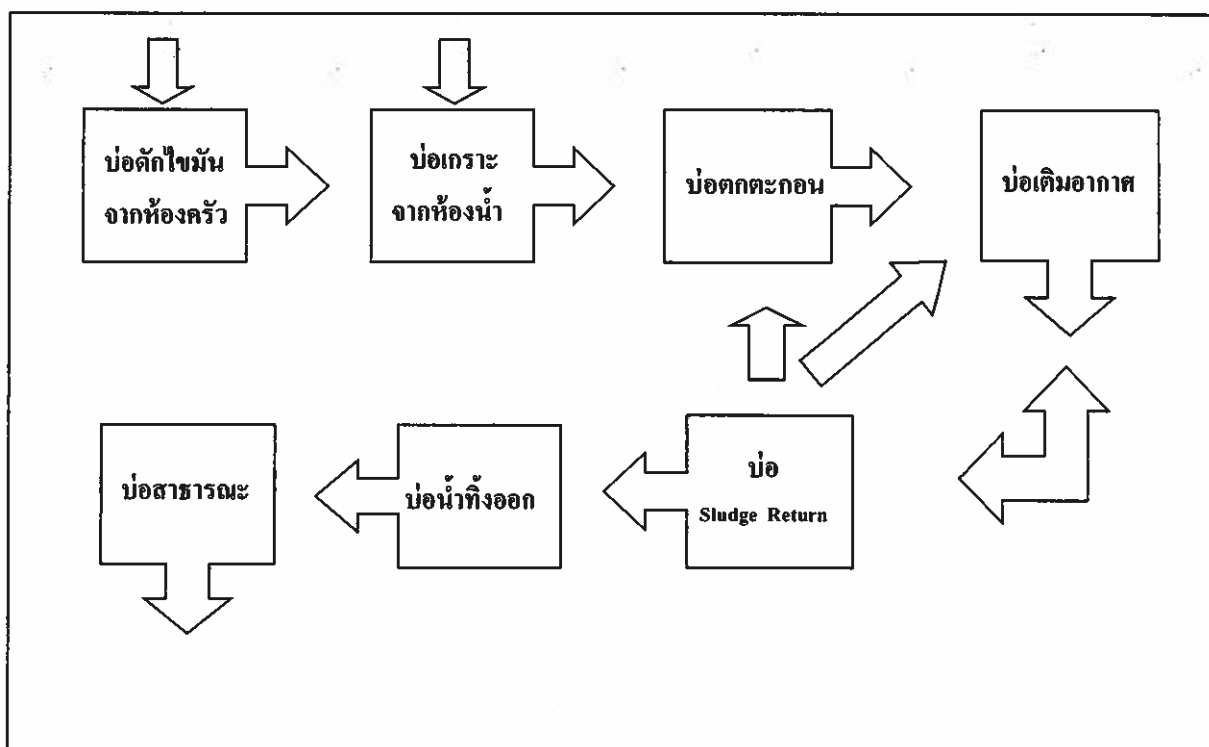 บ่อดักไขมัน
จากห้องครัว
บ่อเกราะ
จากห้องน้ำ
บ่อตกตะกอน
บ่อเติมอากาศ
บ่อสาธารณะ
บ่อน้ำทิ้งออก
บ่อ
Sludge Return